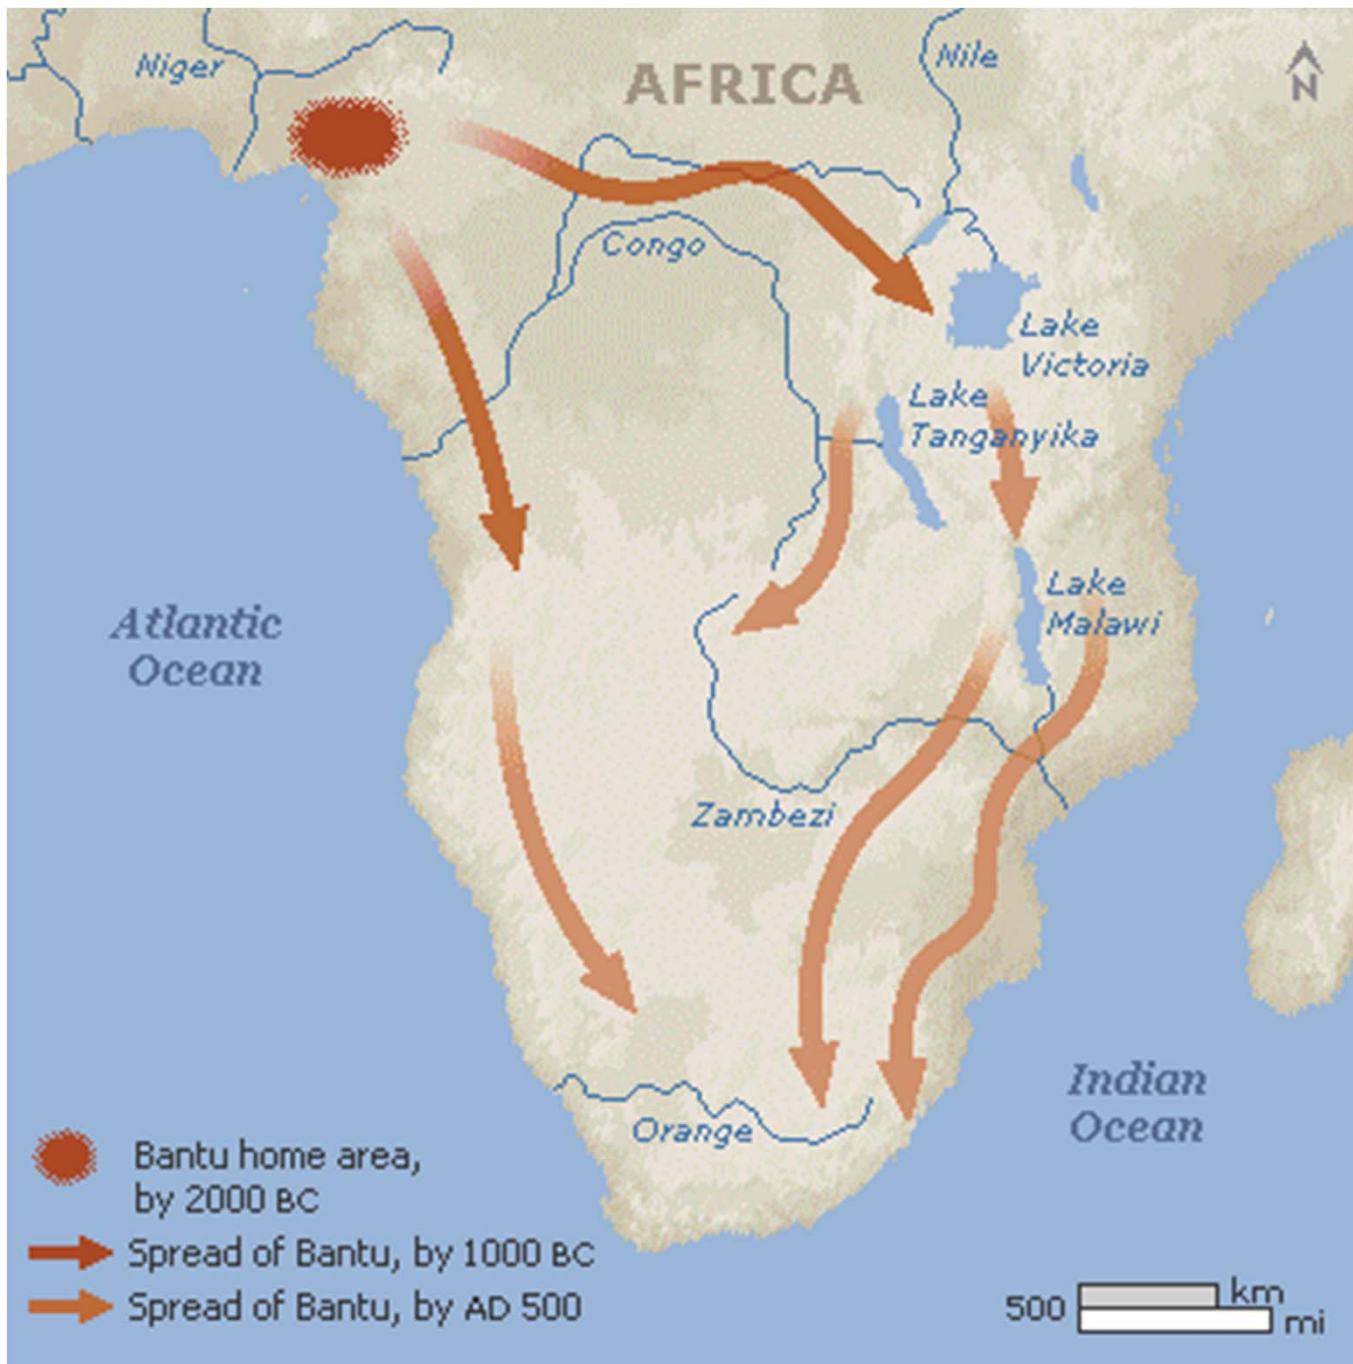 Niger
AFRICA
Nile
N
Congo
Lake
Victoria
Lake
Tanganyika
Lake
Malawi
Atlantic
Ocean
Zambezi
Indian
Ocean
Orange
Bantu home area,
by 2000 BC
Spread of Bantu, by 1000 BC
Spread of Bantu, by AD 500
500 km
mi